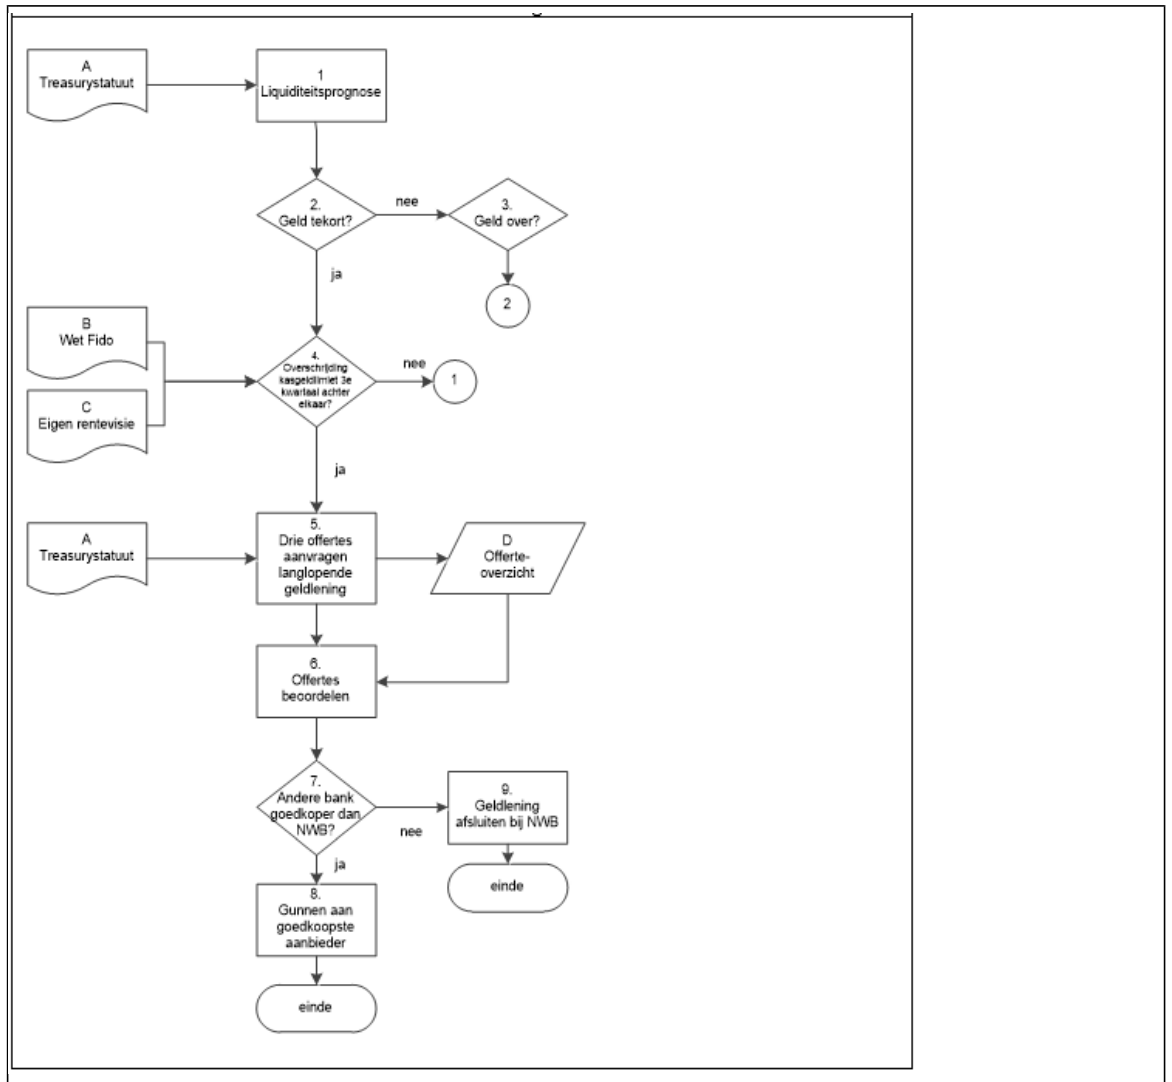 A
Treasurystatuut
1
Liquiditeitsprognose
2.
Geld tekort?
nee
3.
Geld over?
ja
2
B
Wet Fido
4.
Overschrijding
kasgeldlimiet 3e
kwartaal achter
elkaar?
nee
1
C
Eigen rentevisie
ja
A
Treasurystatuut
5.
Drie offertes
aanvragen
langlopende
geldlening
D
Offerte-
overzicht
6.
Offertes
beoordelen
7.
Andere bank
goedkoper dan
NWB?
nee
9.
Geldlening
afsluiten bij NWB
ja
einde
8.
Gunnen aan
goedkoopste
aanbieder
einde